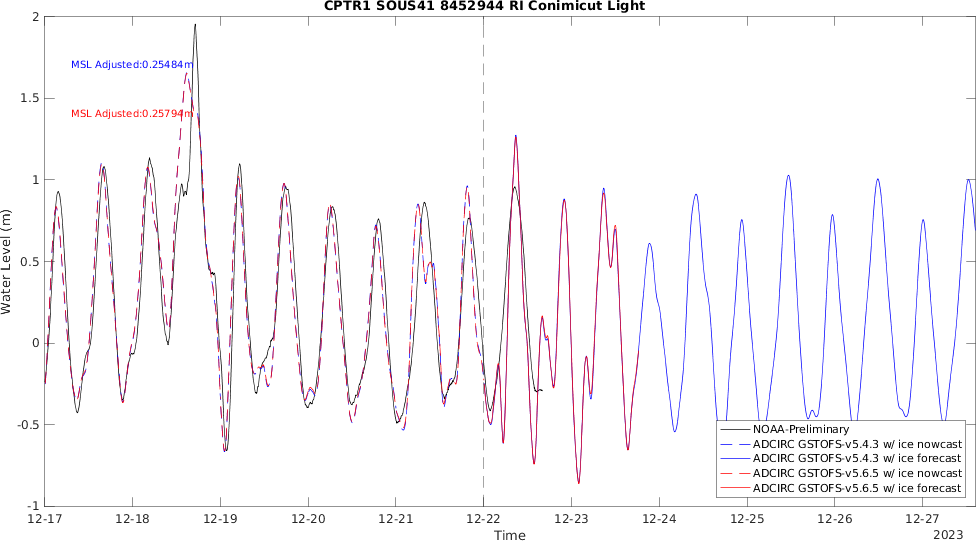 CPTR1 SOUS41 8452944 RI Conimicut Light
2
1.5
1
0.5
0
-0.5
-1
Water Level (m)
MSL Adjusted:0.25484m
MSL Adjusted:0.25794m
NOAA-Preliminary
ADCIRC GSTOFS-v5.4.3 w/ ice nowcast
ADCIRC GSTOFS-v5.4.3 w/ ice forecast
ADCIRC GSTOFS-v5.6.5 w/ ice nowcast
ADCIRC GSTOFS-v5.6.5 w/ ice forecast
12-17 12-18 12-19 12-20 12-21 12-22 12-23 12-24 12-25 12-26 12-27
Time
2023